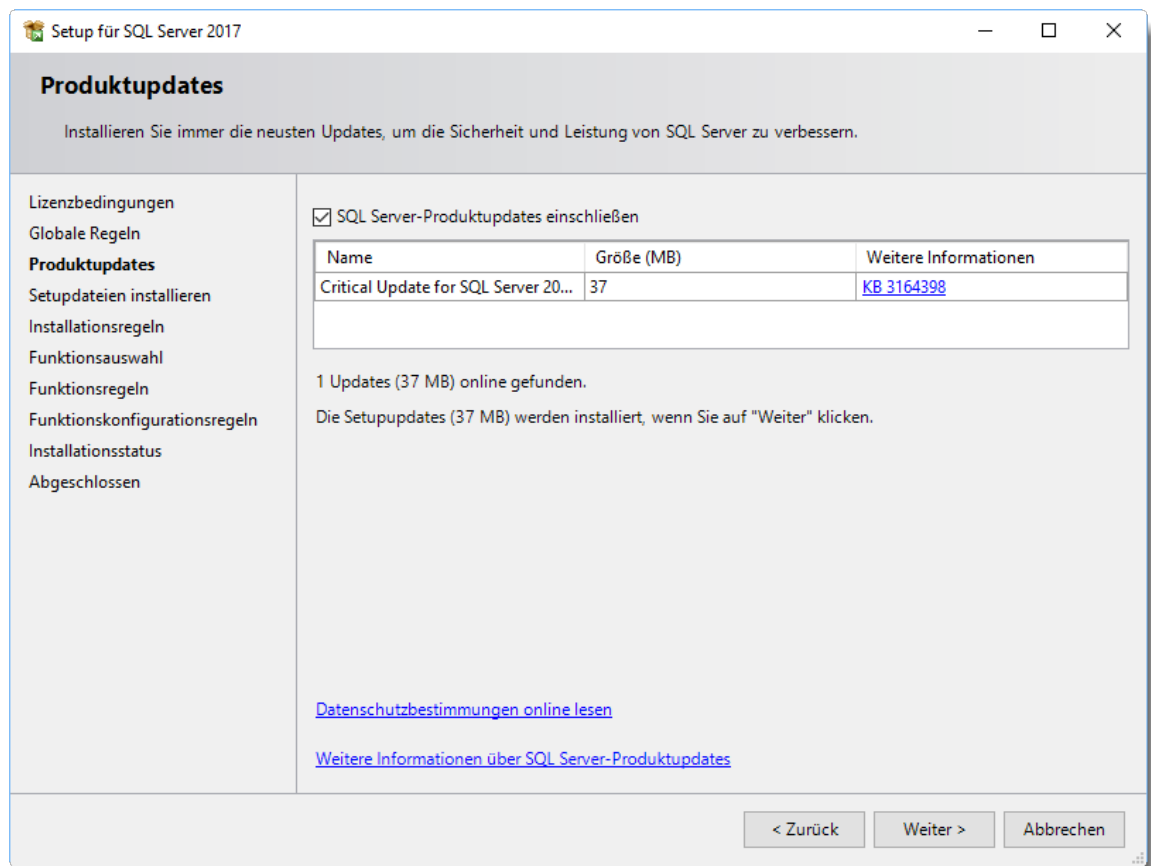 Setup für SQL Server 2017
Produktupdates
Installieren Sie immer die neusten Updates, um die Sicherheit und Leistung von SQL Server zu verbessern.
Lizenzbedingungen
Globale Regeln
Produktupdates
Setupdateien installieren
Installationsregeln
Funktionsauswahl
Funktionsregeln
Funktionskonfigurationsregeln
Installationsstatus
Abgeschlossen
SQL Server-Produktupdates einschließen
Name Größe (MB) Weitere Informationen
Critical Update for SQL Server 20... 37 KB 3164398
1 Updates (37 MB) online gefunden.
Die Setupupdates (37 MB) werden installiert, wenn Sie auf "Weiter" klicken.
Datenschutzbestimmungen online lesen
Weitere Informationen über SQL Server-Produktupdates
< Zurück Weiter > Abbrechen